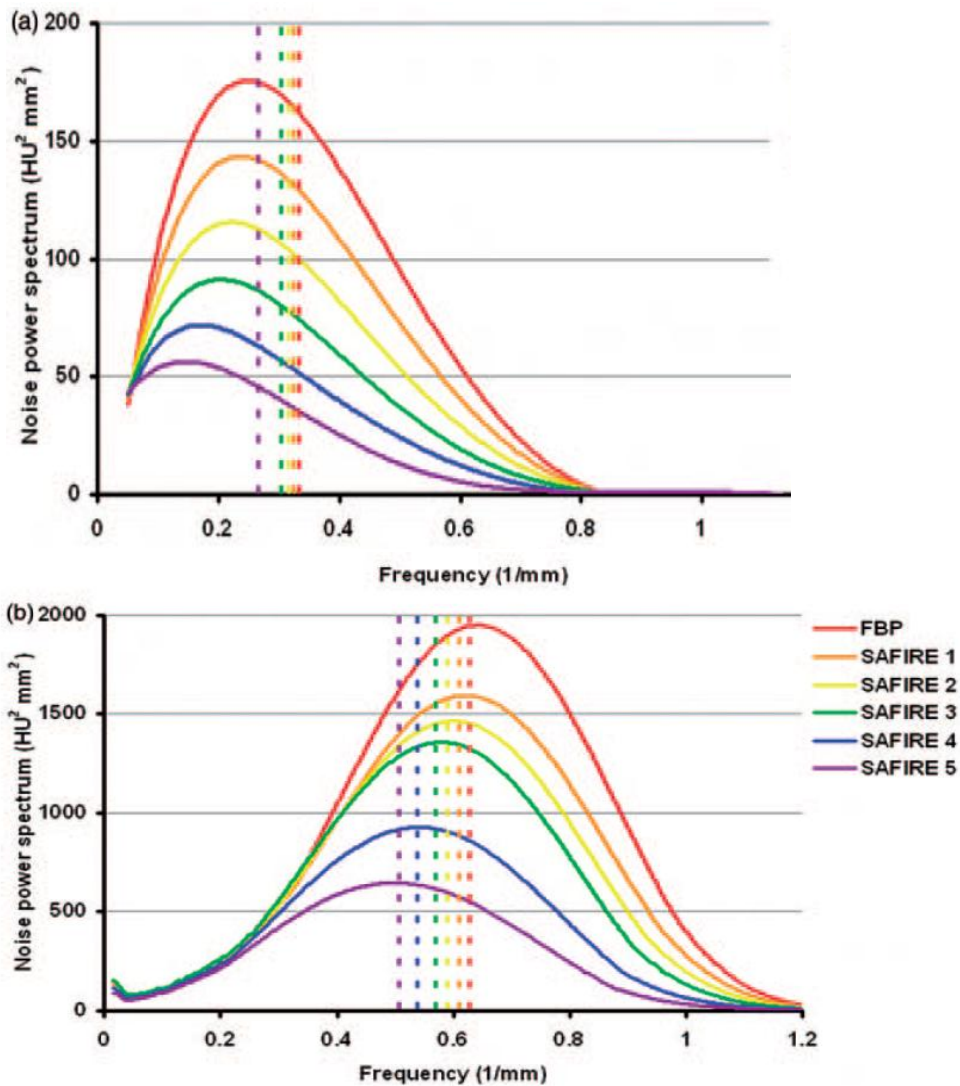 (a)
200
150
100
50
0
Noise power spectrum (HU² mm²)
0 0.2 0.4 0.6 0.8 1
Frequency (1/mm)
(b)
2000
1500
1000
500
0
Noise power spectrum (HU² mm²)
0 0.2 0.4 0.6 0.8 1 1.2
Frequency (1/mm)
FBP
SAFIRE 1
SAFIRE 2
SAFIRE 3
SAFIRE 4
SAFIRE 5